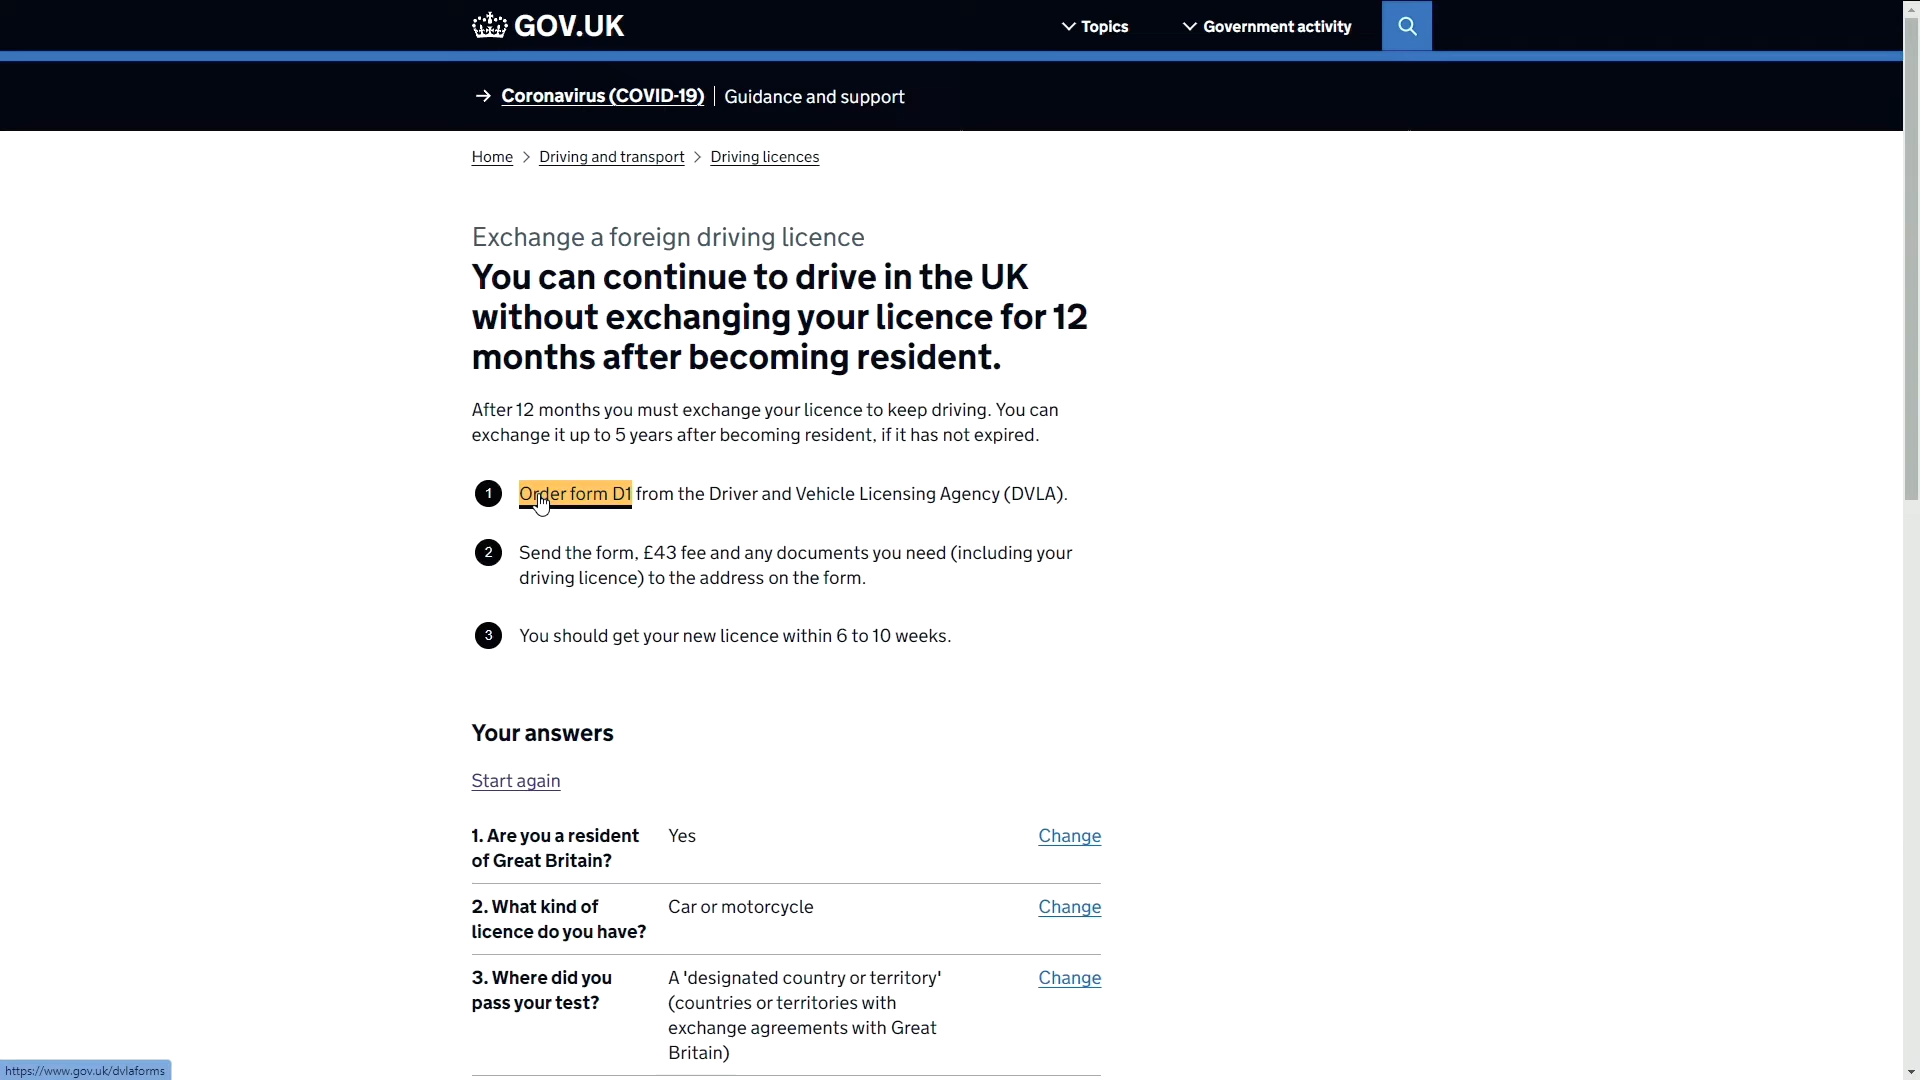 GOV.UK
Topics
Government activity
Coronavirus (COVID-19) | Guidance and support
Home > Driving and transport > Driving licences
Exchange a foreign driving licence
You can continue to drive in the UK
without exchanging your licence for 12
months after becoming resident.
After 12 months you must exchange your licence to keep driving. You can
exchange it up to 5 years after becoming resident, if it has not expired.
1 Order form D1 from the Driver and Vehicle Licensing Agency (DVLA).
2 Send the form, £43 fee and any documents you need (including your
driving licence) to the address on the form.
3 You should get your new licence within 6 to 10 weeks.
Your answers
Start again
1. Are you a resident Yes Change
of Great Britain?
2. What kind of Car or motorcycle Change
licence do you have?
3. Where did you A 'designated country or territory' Change
pass your test? (countries or territories with
exchange agreements with Great
Britain)
https://www.gov.uk/dvlaforms